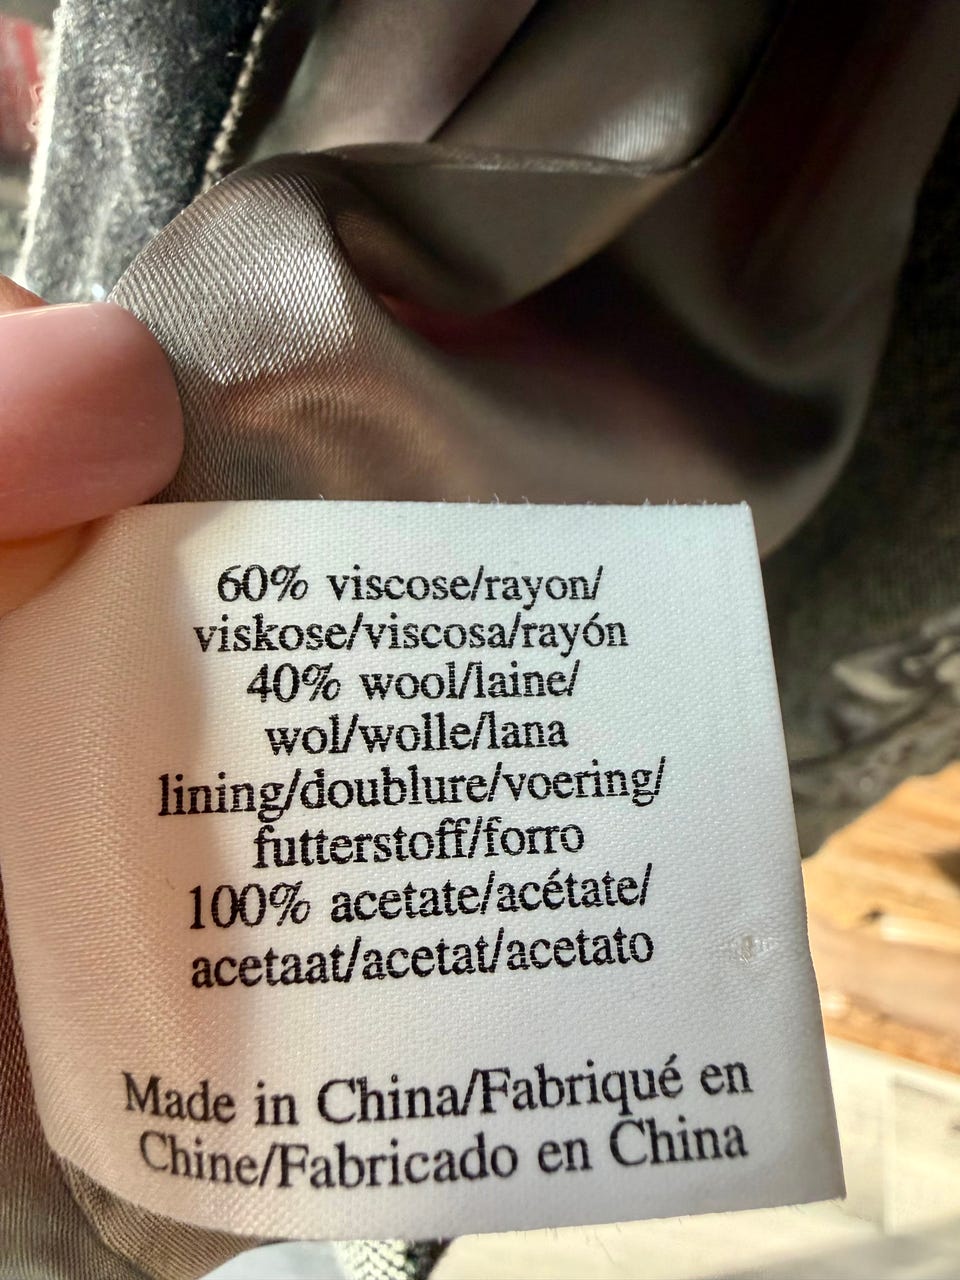 60% viscose/rayon/
viskose/viscosa/rayón
40% wool/laine/
wol/wolle/lana
lining/doublure/voering/
futterstoff/forro
100% acetate/acétate/
acetaat/acetat/acetato
Made in China/Fabriqué en
Chine/Fabricado en China